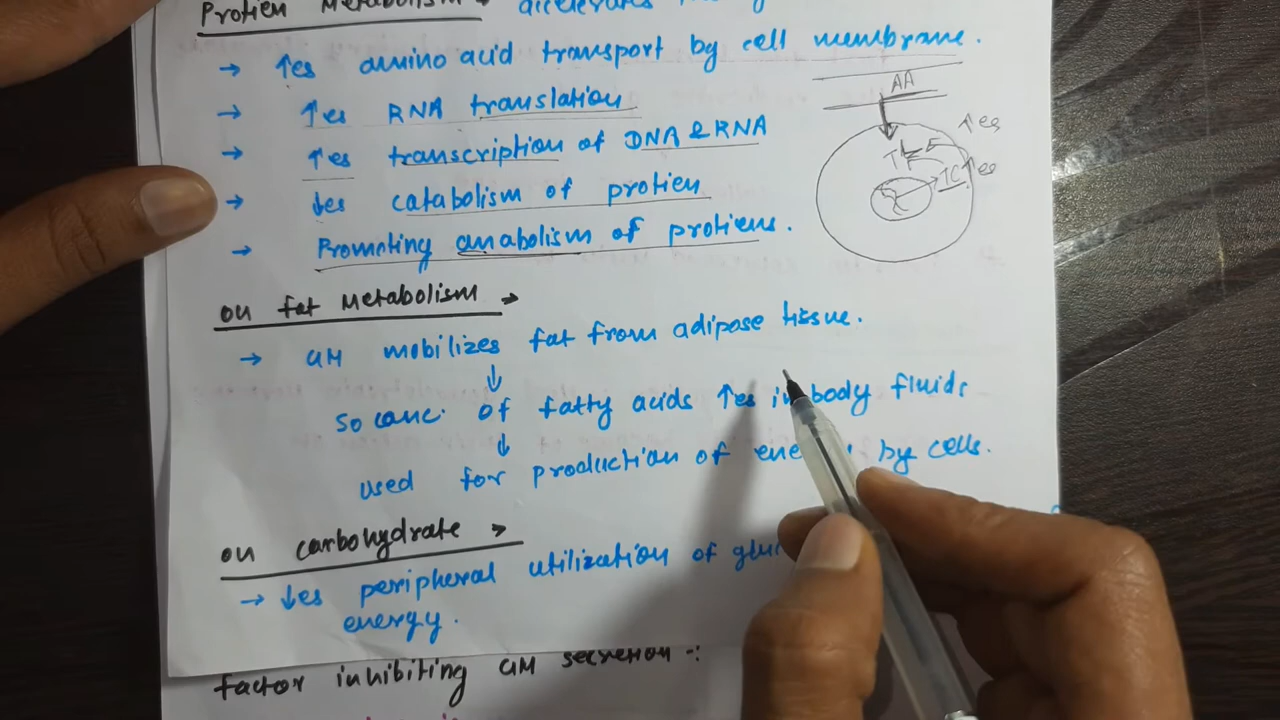 Protien Metabolism → accelerates
→ ↑es amino acid transport by cell membrane.
→ ↑es RNA translation
→ ↑es transcription of DNA & RNA
→ ↓es catabolism of protien
→ Promoting anabolism of protiens.
AA
↑es
↑es
on fat Metabolism →
→ GH mobilizes fat from adipose tissue.
↓
so conc. of fatty acids ↑es in body fluids
↓
used for production of by cells.
on carbohydrate →
→ ↓es peripheral utilization of
energy.
factor inhibiting GH secretion -: